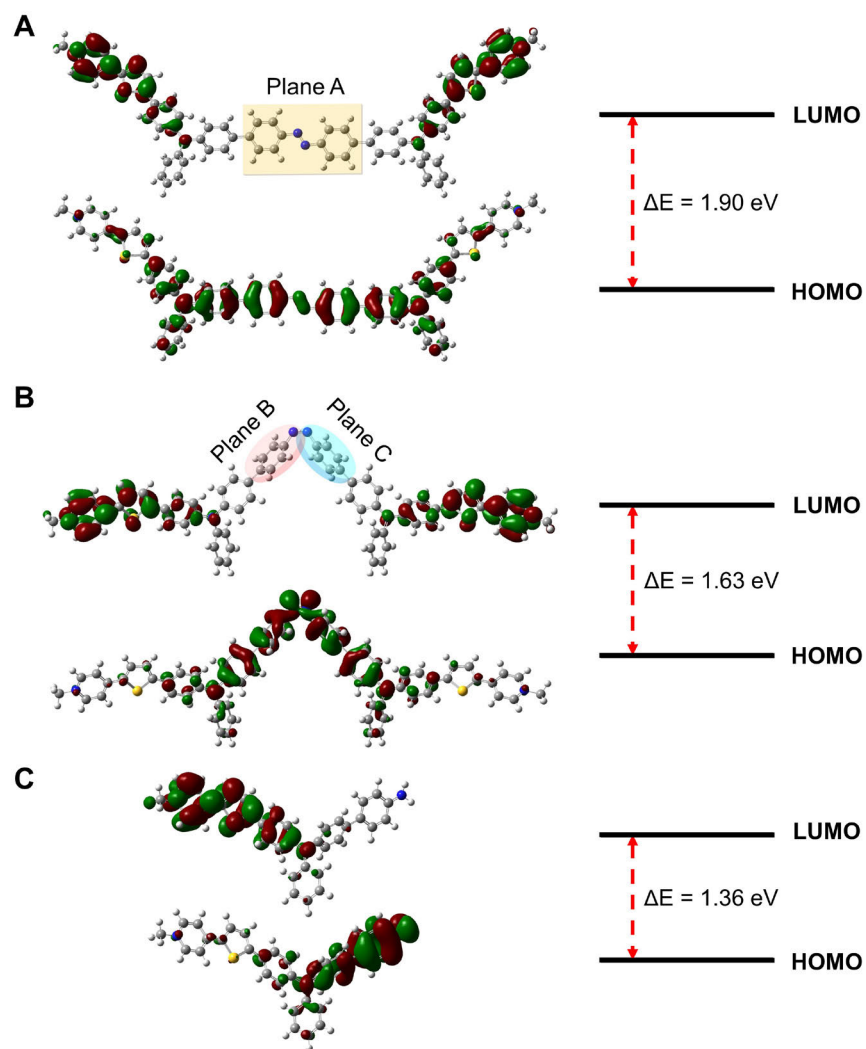 A
Plane A
LUMO
ΔE = 1.90 eV
HOMO
B
Plane B
Plane C
LUMO
ΔE = 1.63 eV
HOMO
C
LUMO
ΔE = 1.36 eV
HOMO